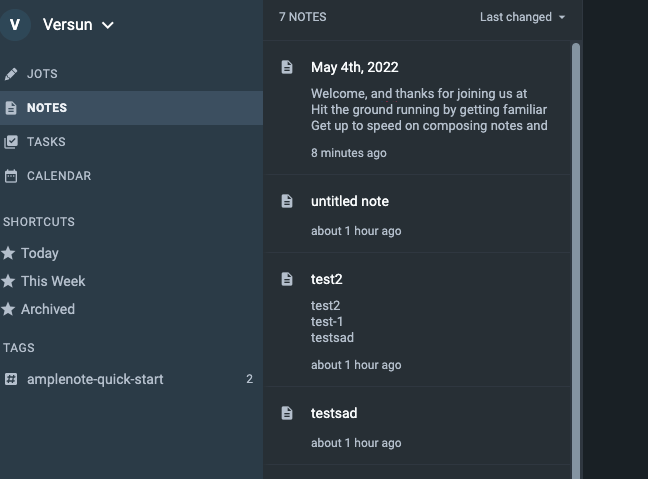 V
Versun
JOTS
NOTES
TASKS
CALENDAR
SHORTCUTS
Today
This Week
Archived
TAGS
amplenote-quick-start 2
7 NOTES Last changed
May 4th, 2022
Welcome, and thanks for joining us at
Hit the ground running by getting familiar
Get up to speed on composing notes and
8 minutes ago
untitled note
about 1 hour ago
test2
test2
test-1
testsad
about 1 hour ago
testsad
about 1 hour ago